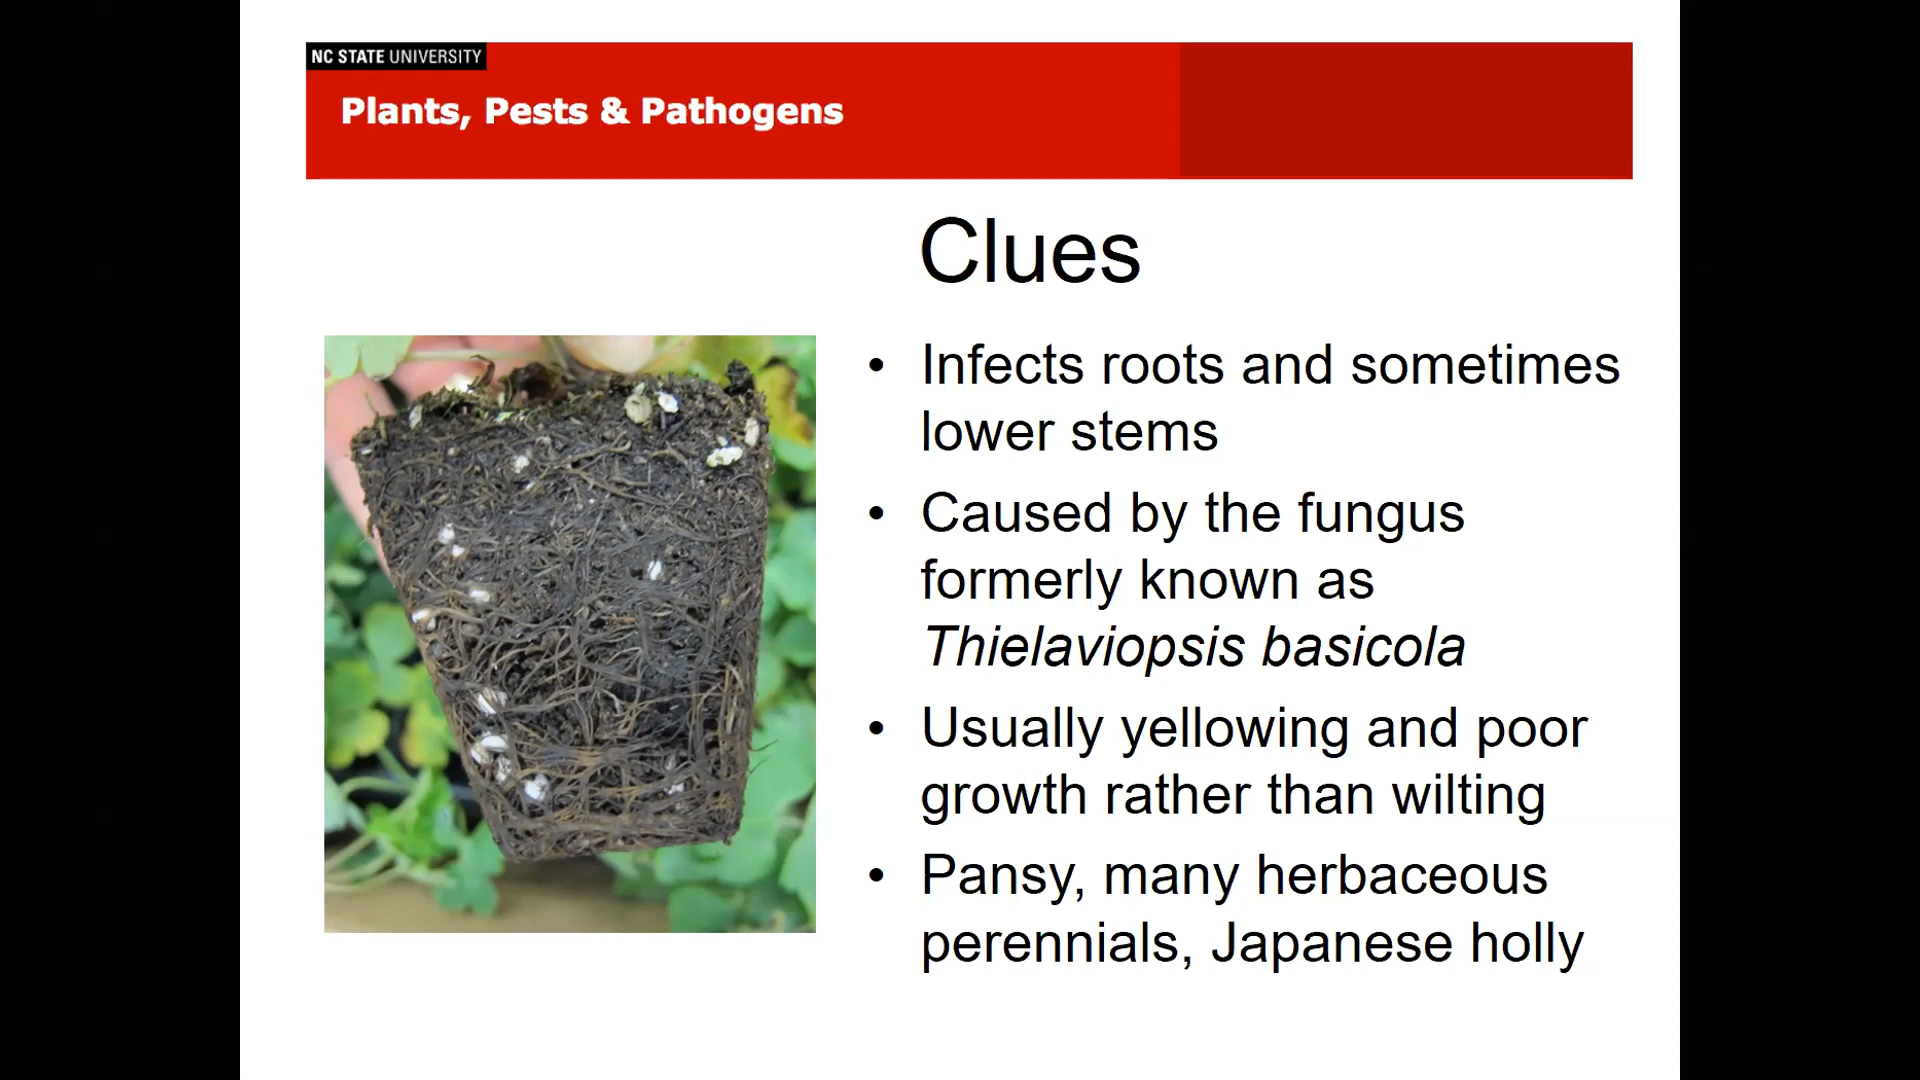 NC STATE UNIVERSITY
Plants, Pests & Pathogens
Clues
• Infects roots and sometimes
lower stems
• Caused by the fungus
formerly known as
Thielaviopsis basicola
• Usually yellowing and poor
growth rather than wilting
• Pansy, many herbaceous
perennials, Japanese holly